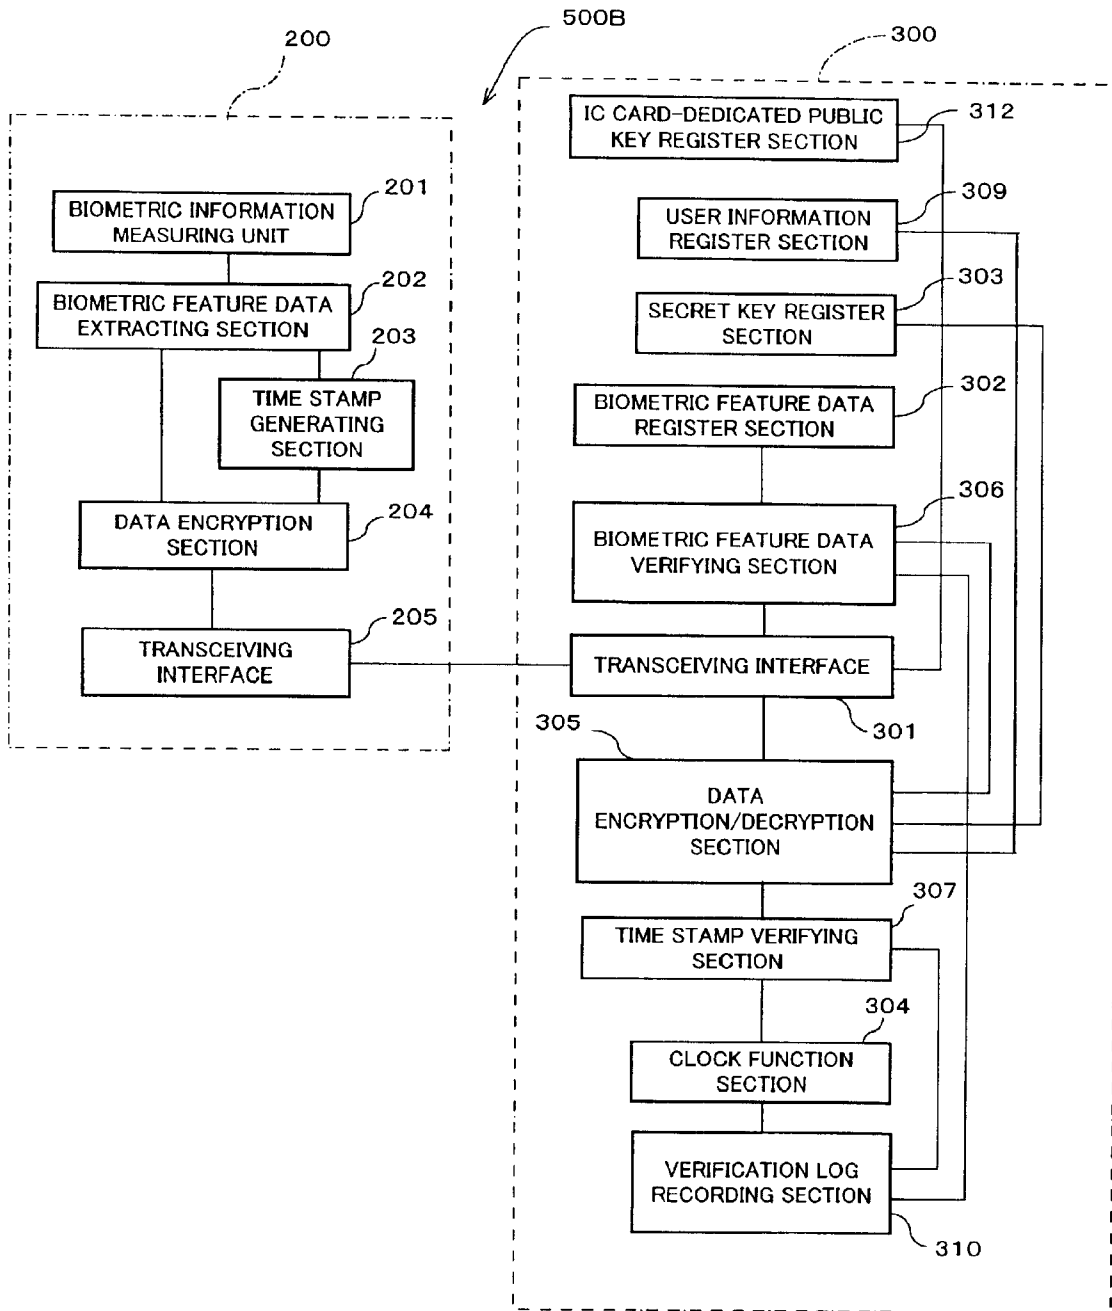 500B
200
300
IC CARD-DEDICATED PUBLIC
KEY REGISTER SECTION
312
201
BIOMETRIC INFORMATION
MEASURING UNIT
309
USER INFORMATION
REGISTER SECTION
202
BIOMETRIC FEATURE DATA
EXTRACTING SECTION
303
SECRET KEY REGISTER
SECTION
203
TIME STAMP
GENERATING
SECTION
302
BIOMETRIC FEATURE DATA
REGISTER SECTION
204
DATA ENCRYPTION
SECTION
306
BIOMETRIC FEATURE DATA
VERIFYING SECTION
205
TRANSCEIVING
INTERFACE
TRANSCEIVING INTERFACE
301
305
DATA
ENCRYPTION/DECRYPTION
SECTION
307
TIME STAMP VERIFYING
SECTION
304
CLOCK FUNCTION
SECTION
VERIFICATION LOG
RECORDING SECTION
310